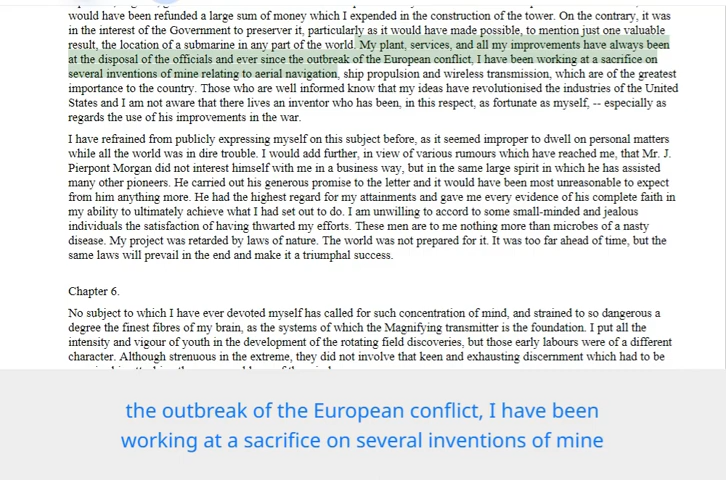 would have been refunded a large sum of money which I expended in the construction of the tower. On the contrary, it was
in the interest of the Government to preserve it, particularly as it would have made possible, to mention just one valuable
result, the location of a submarine in any part of the world. My plant, services, and all my improvements have always been
at the disposal of the officials and ever since the outbreak of the European conflict, I have been working at a sacrifice on
several inventions of mine relating to aerial navigation, ship propulsion and wireless transmission, which are of the greatest
importance to the country. Those who are well informed know that my ideas have revolutionised the industries of the United
States and I am not aware that there lives an inventor who has been, in this respect, as fortunate as myself, -- especially as
regards the use of his improvements in the war.
I have refrained from publicly expressing myself on this subject before, as it seemed improper to dwell on personal matters
while all the world was in dire trouble. I would add further, in view of various rumours which have reached me, that Mr. J.
Pierpont Morgan did not interest himself with me in a business way, but in the same large spirit in which he has assisted
many other pioneers. He carried out his generous promise to the letter and it would have been most unreasonable to expect
from him anything more. He had the highest regard for my attainments and gave me every evidence of his complete faith in
my ability to ultimately achieve what I had set out to do. I am unwilling to accord to some small-minded and jealous
individuals the satisfaction of having thwarted my efforts. These men are to me nothing more than microbes of a nasty
disease. My project was retarded by laws of nature. The world was not prepared for it. It was too far ahead of time, but the
same laws will prevail in the end and make it a triumphal success.
Chapter 6.
No subject to which I have ever devoted myself has called for such concentration of mind, and strained to so dangerous a
degree the finest fibres of my brain, as the systems of which the Magnifying transmitter is the foundation. I put all the
intensity and vigour of youth in the development of the rotating field discoveries, but those early labours were of a different
character. Although strenuous in the extreme, they did not involve that keen and exhausting discernment which had to be
the outbreak of the European conflict, I have been
working at a sacrifice on several inventions of mine